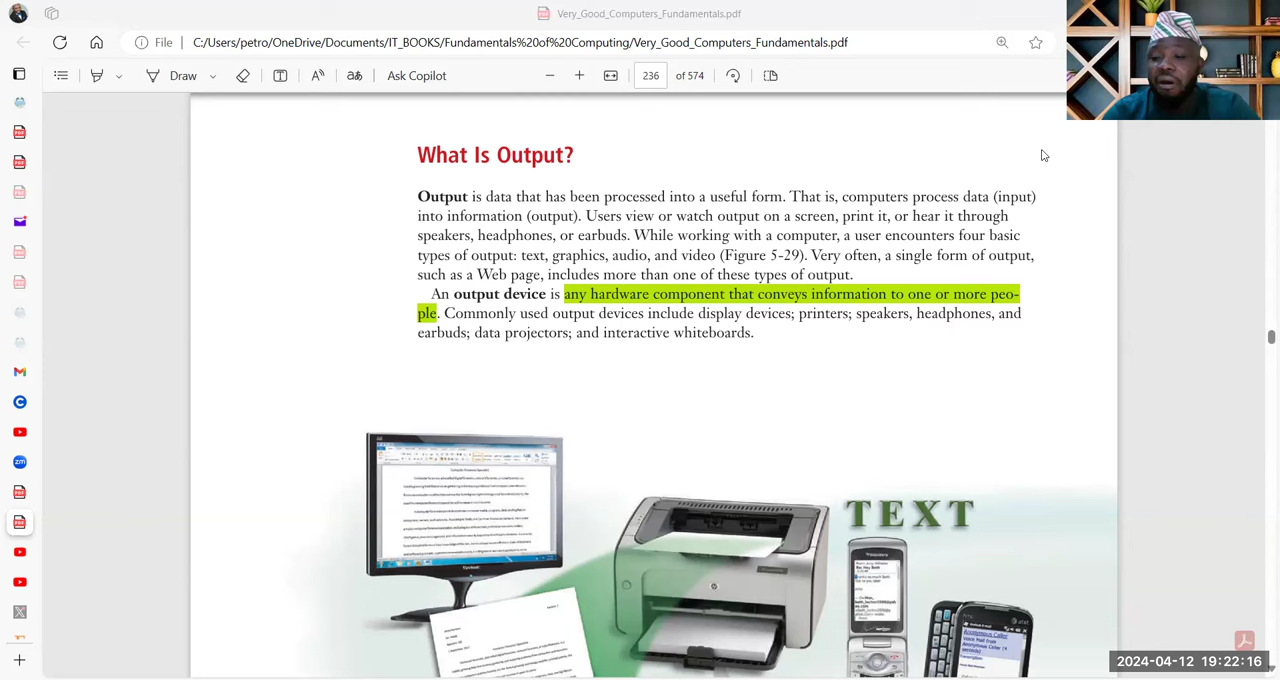 Very_Good_Computers_Fundamentals.pdf
File
C:/Users/petro/OneDrive/Documents/IT_BOOKS/Fundamentals%20of%20Computing/Very_Good_Computers_Fundamentals.pdf
Draw
Ask Copilot
236 of 574
What Is Output?
Output is data that has been processed into a useful form. That is, computers process data (input)
into information (output). Users view or watch output on a screen, print it, or hear it through
speakers, headphones, or earbuds. While working with a computer, a user encounters four basic
types of output: text, graphics, audio, and video (Figure 5-29). Very often, a single form of output,
such as a Web page, includes more than one of these types of output.
An output device is any hardware component that conveys information to one or more peo-
ple. Commonly used output devices include display devices; printers; speakers, headphones, and
earbuds; data projectors; and interactive whiteboards.
TEXT
2024-04-12 19:22:16